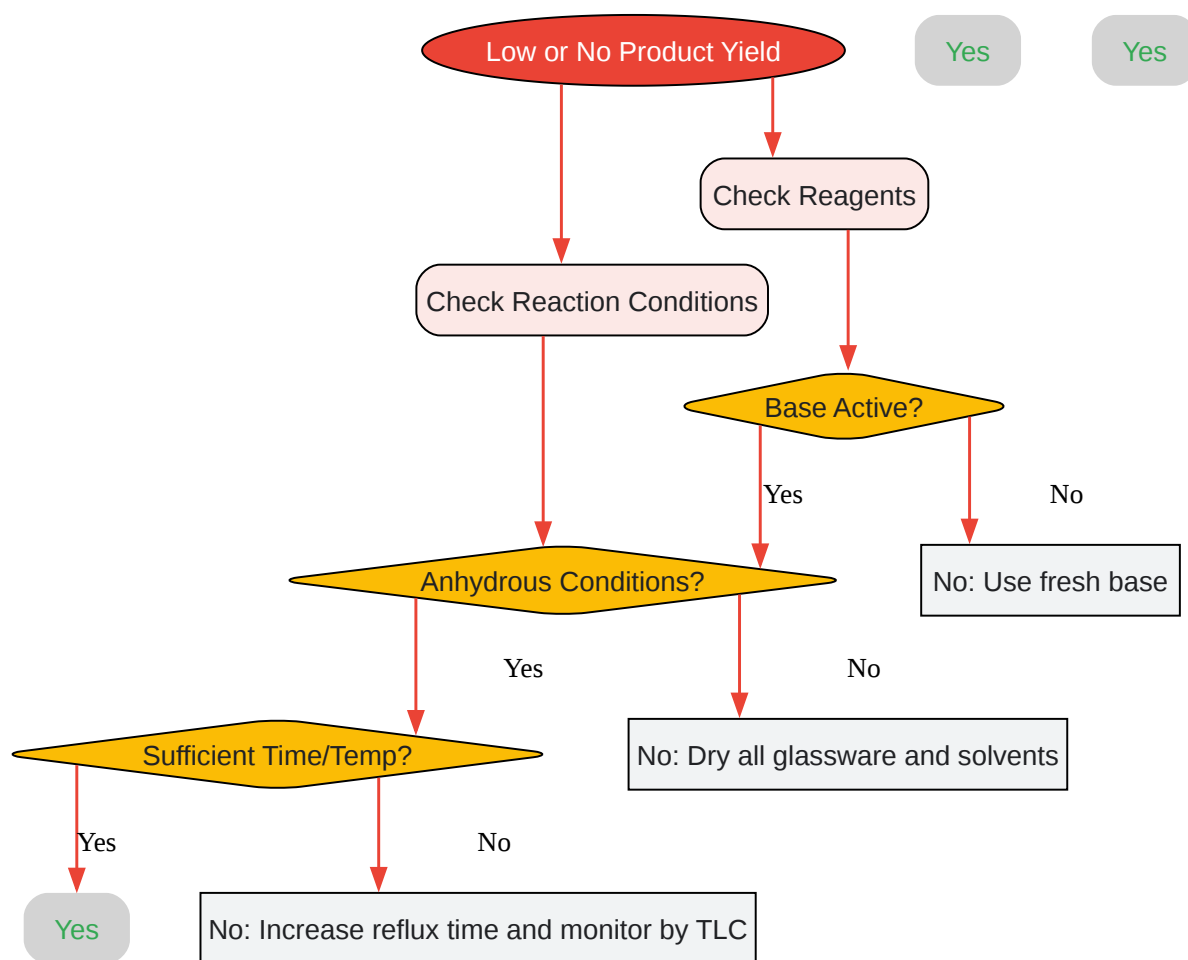 Low or No Product Yield
Yes
Yes
Check Reagents
Check Reaction Conditions
Base Active?
Yes
No
Anhydrous Conditions?
No: Use fresh base
Yes
No
Sufficient Time/Temp?
No: Dry all glassware and solvents
Yes
No
Yes
No: Increase reflux time and monitor by TLC